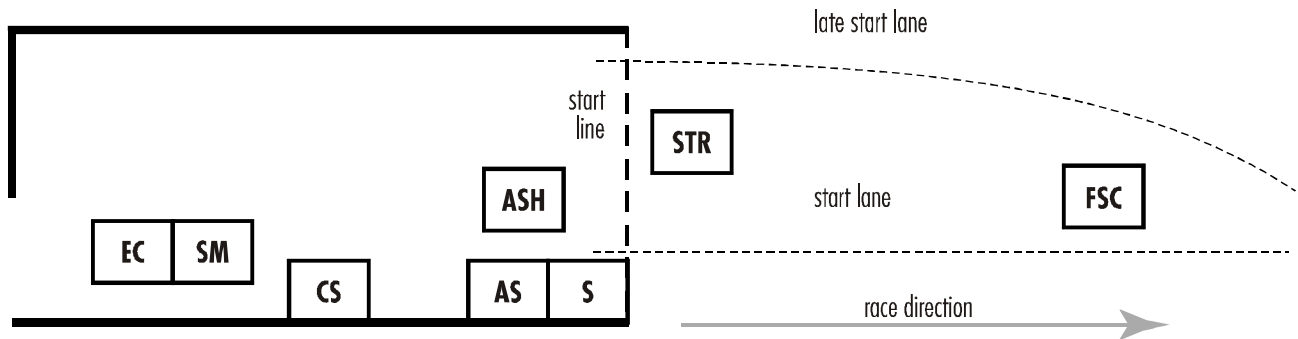 late start lane
start
line
STR
ASH
start lane
FSC
EC SM
CS
AS S
race direction